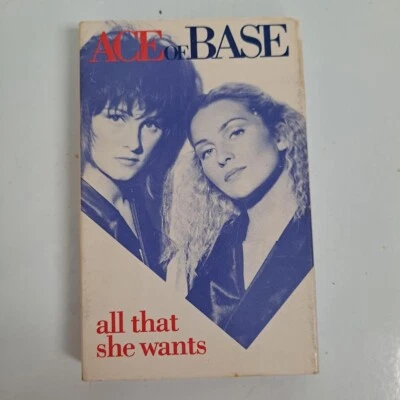 ACE OF BASE
all that
she wants